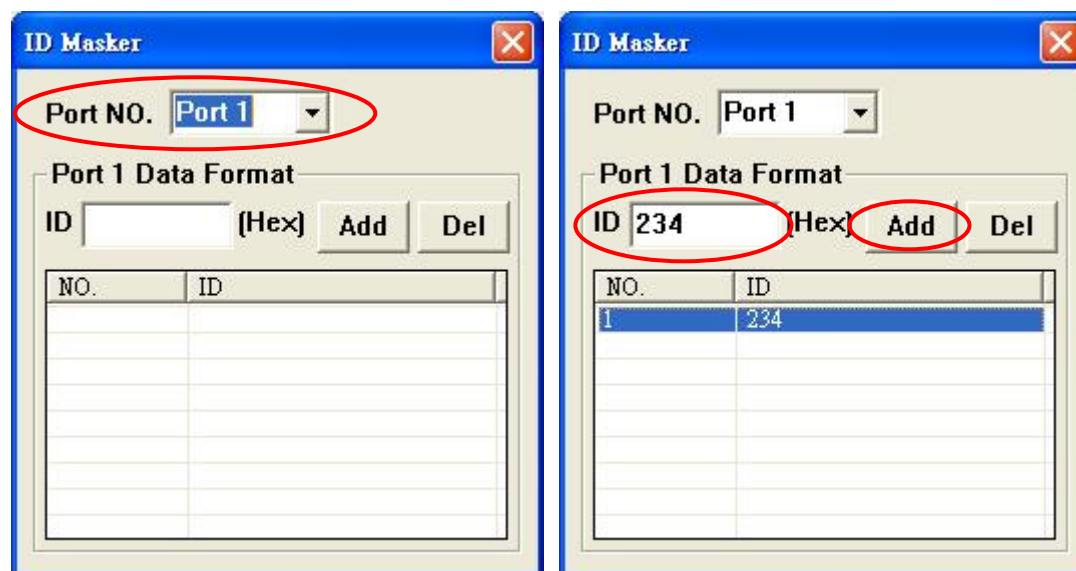 ID Masker
Port NO. Port 1
Port 1 Data Format
ID (Hex) Add Del
NO. ID
ID Masker
Port NO. Port 1
Port 1 Data Format
ID 234 (Hex) Add Del
NO. ID
1 234